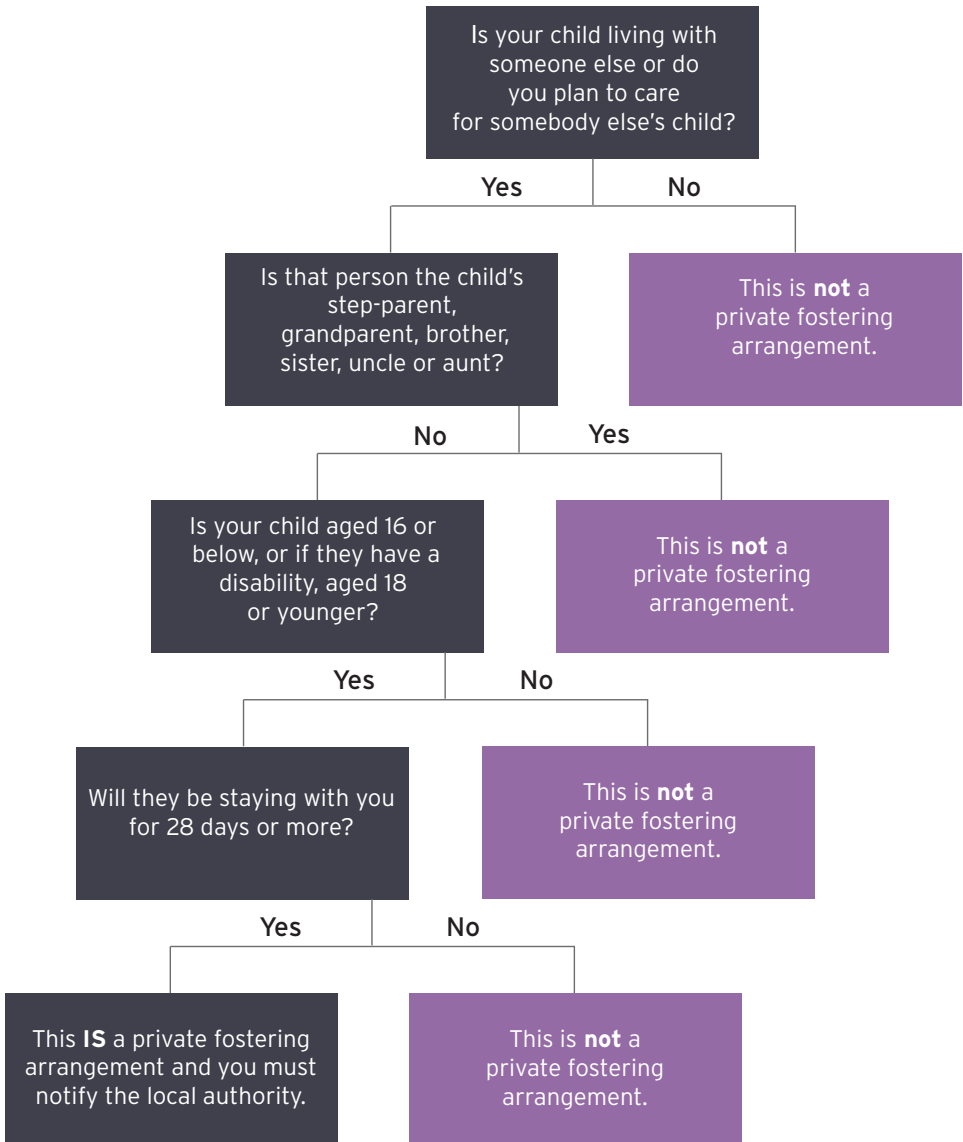 Is your child living with
someone else or do
you plan to care
for somebody else's child?
Yes
No
Is that person the child's
step-parent,
grandparent, brother,
sister, uncle or aunt?
This is not a
private fostering
arrangement.
No
Yes
Is your child aged 16 or
below, or if they have a
disability, aged 18
or younger?
This is not a
private fostering
arrangement.
Yes
No
Will they be staying with you
for 28 days or more?
This is not a
private fostering
arrangement.
Yes
No
This IS a private fostering
arrangement and you must
notify the local authority.
This is not a
private fostering
arrangement.